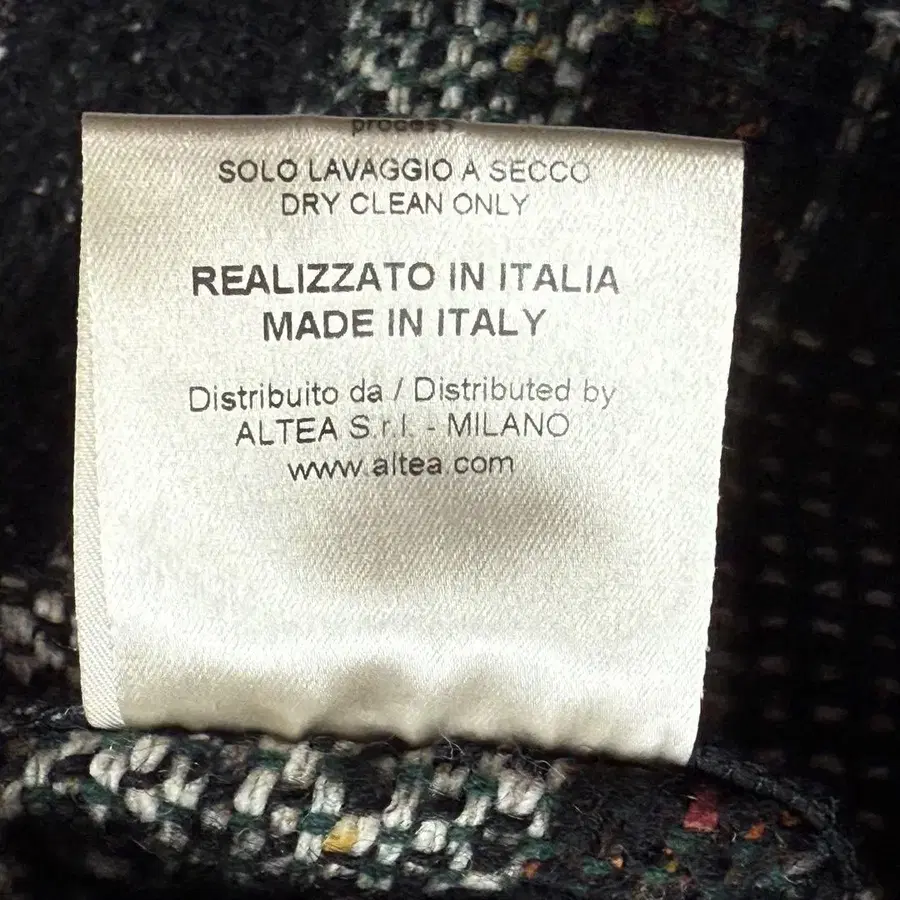 process
SOLO LAVAGGIO A SECCO
DRY CLEAN ONLY
REALIZZATO IN ITALIA
MADE IN ITALY
Distribuito da / Distributed by
ALTEA S.r.l. - MILANO
www.altea.com